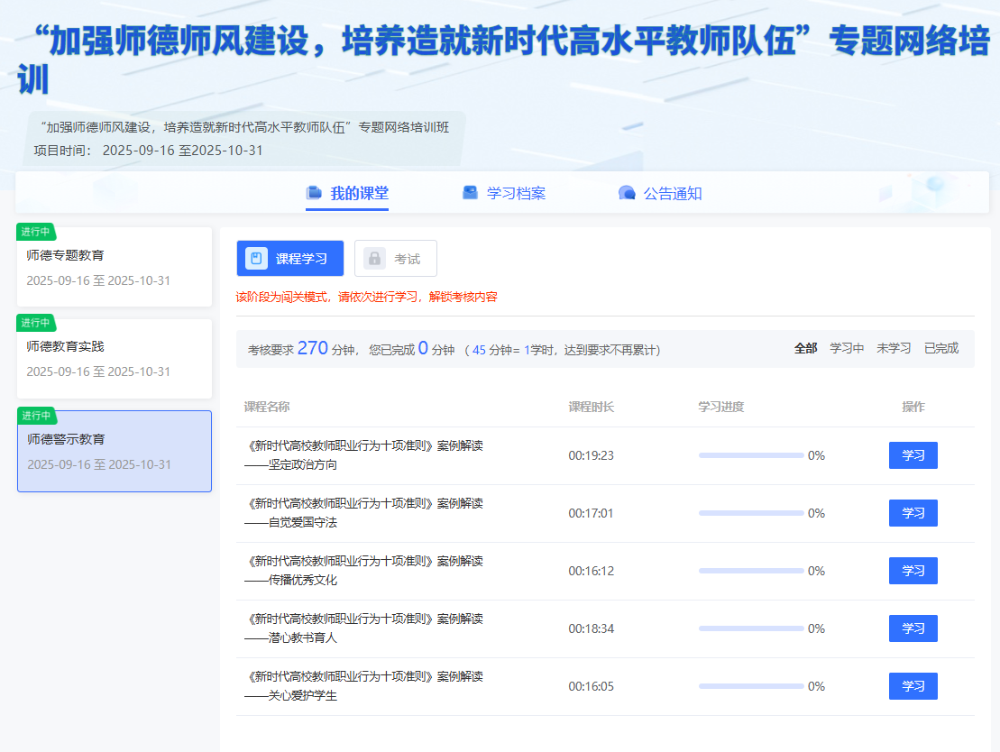 “加强师德师风建设，培养造就新时代高水平教师队伍”专题网络培
训
“加强师德师风建设，培养造就新时代高水平教师队伍”专题网络培训班
项目时间： 2025-09-16 至2025-10-31
我的课堂 学习档案 公告通知
进行中
师德专题教育
2025-09-16 至 2025-10-31
进行中
师德教育实践
2025-09-16 至 2025-10-31
进行中
师德警示教育
2025-09-16 至 2025-10-31
课程学习 考试
该阶段为闯关模式，请依次进行学习，解锁考核内容
考核要求 270 分钟， 您已完成 0 分钟 （ 45 分钟= 1学时，达到要求不再累计） 全部 学习中 未学习 已完成
课程名称 课程时长 学习进度 操作
《新时代高校教师职业行为十项准则》案例解读
——坚定政治方向
00:19:23 0% 学习
《新时代高校教师职业行为十项准则》案例解读
——自觉爱国守法
00:17:01 0% 学习
《新时代高校教师职业行为十项准则》案例解读
——传播优秀文化
00:16:12 0% 学习
《新时代高校教师职业行为十项准则》案例解读
——潜心教书育人
00:18:34 0% 学习
《新时代高校教师职业行为十项准则》案例解读
——关心爱护学生
00:16:05 0% 学习